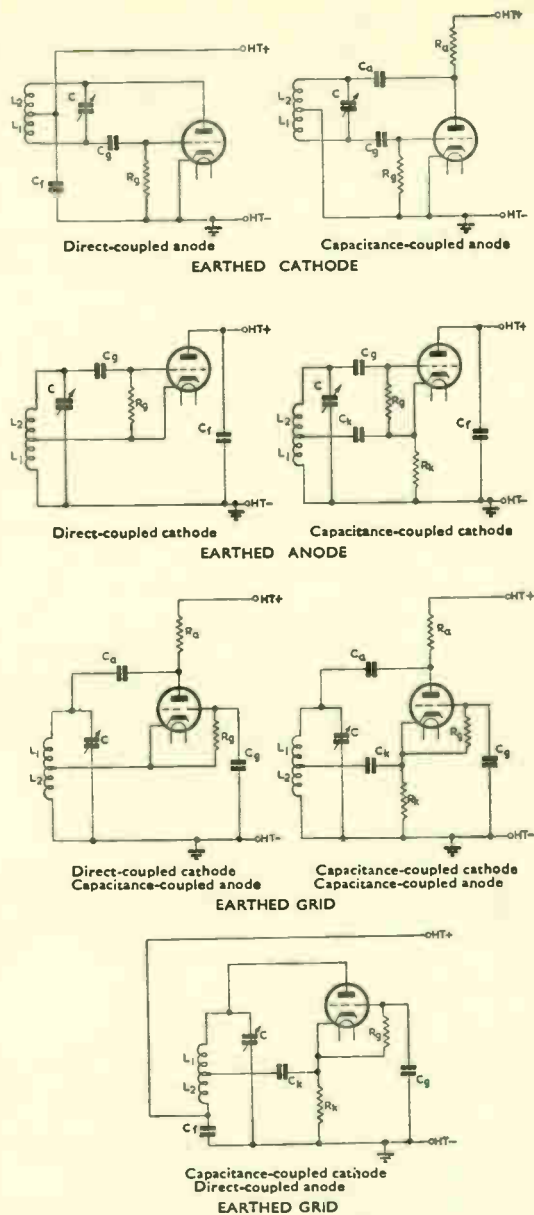 HT+
HT+
Ra
Ca
L2
C
L1
Cg
Rg
Cf
HT-
L2
C
L1
Cg
Rg
HT-
Direct-coupled anode
Capacitance-coupled anode
EARTHED CATHODE
HT+
Cg
C
Rg
L2
L1
Cf
HT-
HT+
Cg
C
Rg
L2
Ck
L1
Cf
Rk
HT-
Direct-coupled cathode
Capacitance-coupled cathode
EARTHED ANODE
HT+
Ra
Ca
L1
C
Rg
L2
Cg
HT-
HT+
Ra
Ca
L1
C
Rg
Ck
L2
Cg
Rk
HT-
Direct-coupled cathode
Capacitance-coupled anode
Capacitance-coupled cathode
Capacitance-coupled anode
EARTHED GRID
HT+
C
Rg
L1
L2
Ck
Cg
Rk
Cf
HT-
Capacitance-coupled cathode
Direct-coupled anode
EARTHED GRID